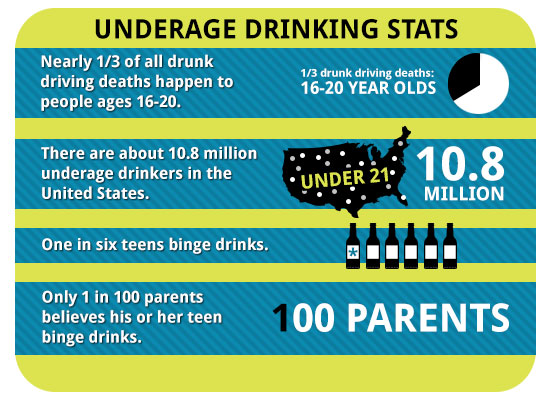 UNDERAGE DRINKING STATS
Nearly 1/3 of all drunk
driving deaths happen to
people ages 16-20.
1/3 drunk driving deaths:
16-20 YEAR OLDS
There are about 10.8 million
underage drinkers in the
United States.
UNDER 21
10.8
MILLION
One in six teens binge drinks.
*
Only 1 in 100 parents
believes his or her teen
binge drinks.
100 PARENTS